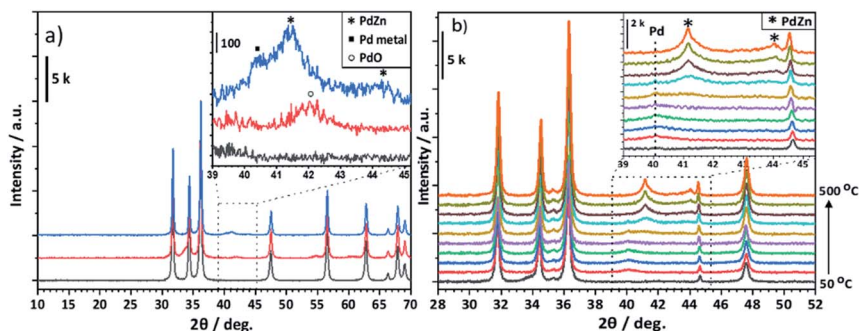 a)
5 k
100
* PdZn
■ Pd metal
○ PdO
*
■
*
○
39 40 41 42 43 44 45
Intensity / a.u.
10 15 20 25 30 35 40 45 50 55 60 65 70
2θ / deg.
b)
5 k
2 k
* PdZn
Pd
*
*
39 40 41 42 43 44 45
Intensity / a.u.
500 °C
50 °C
28 30 32 34 36 38 40 42 44 46 48 50 52
2θ / deg.